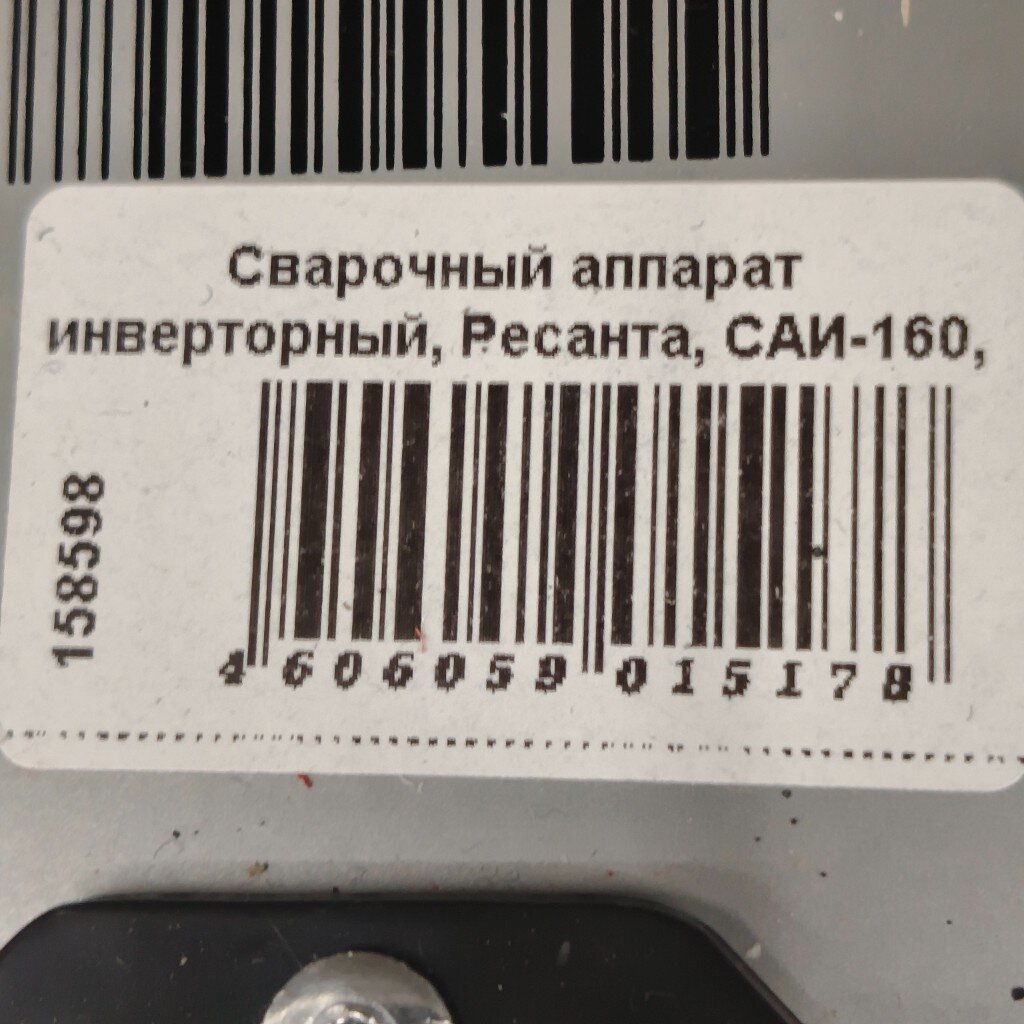 Сварочный аппарат
инверторный, Ресанта, САИ-160,
158598
4 606059 015178